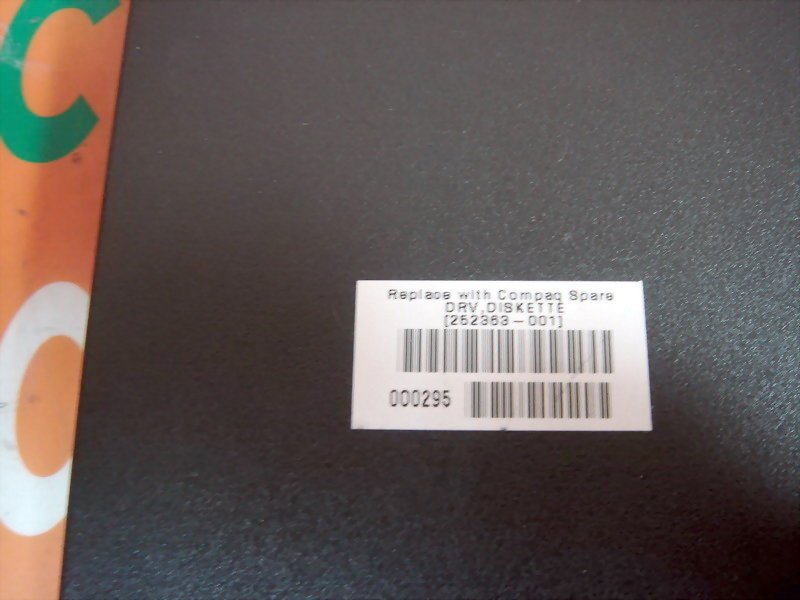 C
O
Replace with Compaq Spare
DRV,DISKETTE
[252363-001]
000295